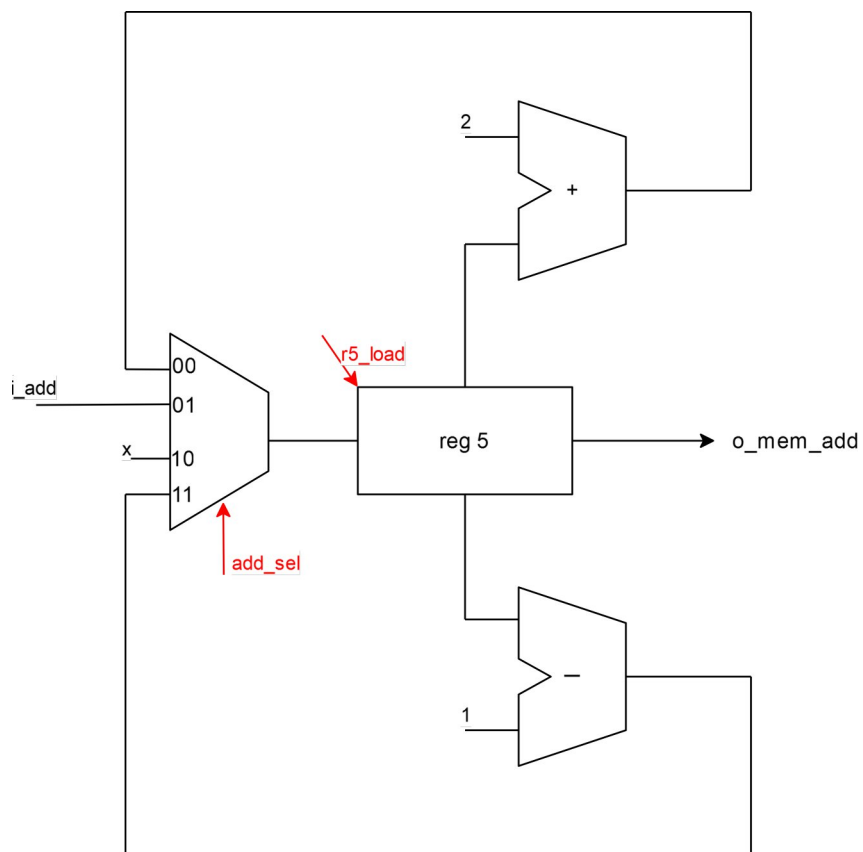 2
+
00
r5_load
i_add
01
reg 5
o_mem_add
x
10
11
add_sel
−
1